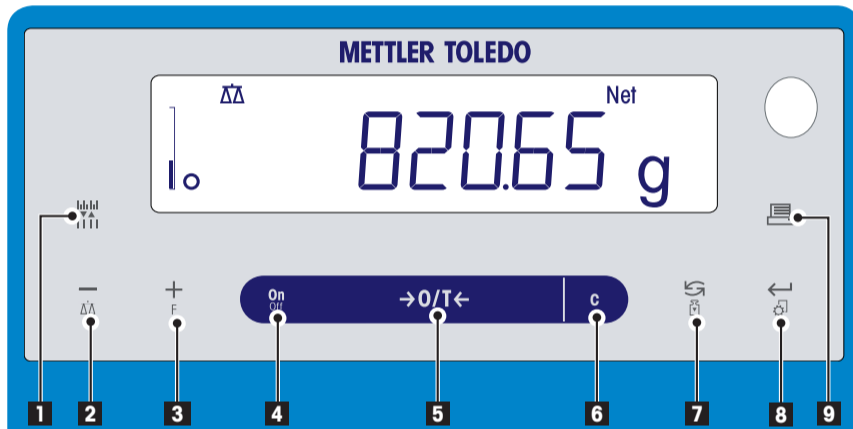 METTLER TOLEDO
Net
820.65 g
On
Off
→0/T←
C
F
1
2
3
4
5
6
7
8
9